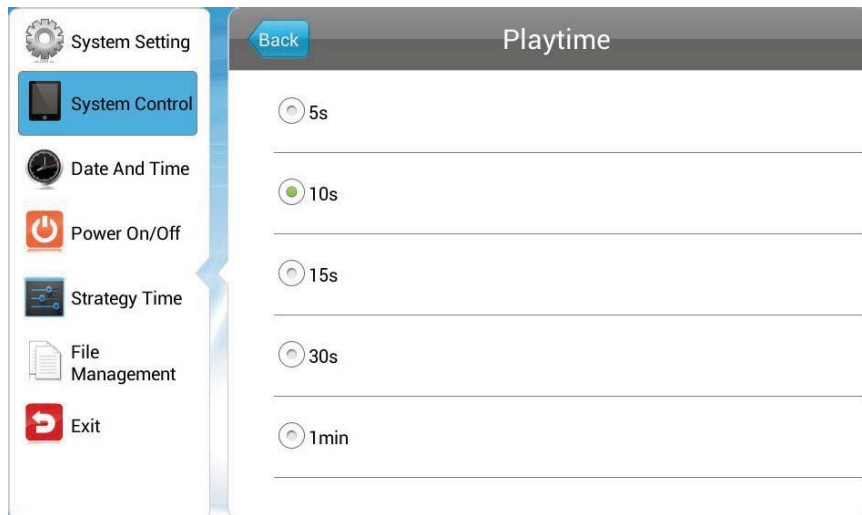 System Setting
System Control
Date And Time
Power On/Off
Strategy Time
File
Management
Exit
Back
Playtime
5s
10s
15s
30s
1min